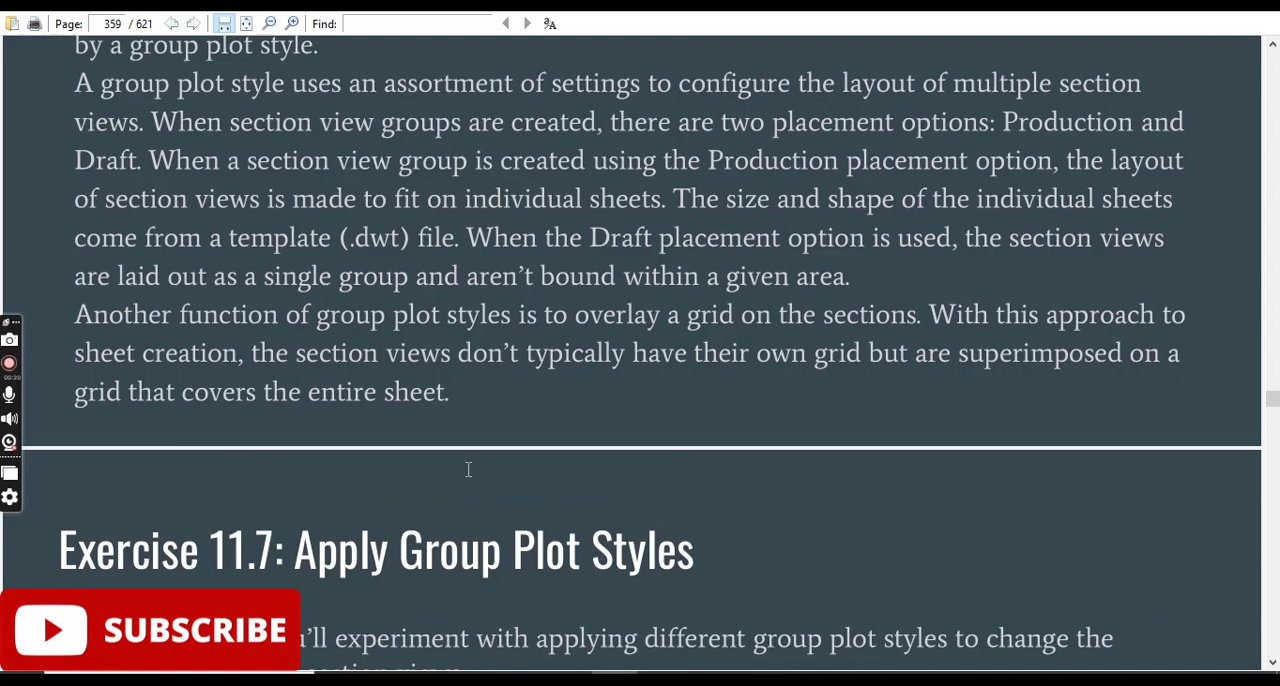 Page: 359 / 621 Find:
by a group plot style.
A group plot style uses an assortment of settings to configure the layout of multiple section
views. When section view groups are created, there are two placement options: Production and
Draft. When a section view group is created using the Production placement option, the layout
of section views is made to fit on individual sheets. The size and shape of the individual sheets
come from a template (.dwt) file. When the Draft placement option is used, the section views
are laid out as a single group and aren’t bound within a given area.
Another function of group plot styles is to overlay a grid on the sections. With this approach to
sheet creation, the section views don’t typically have their own grid but are superimposed on a
grid that covers the entire sheet.
00:20
Exercise 11.7: Apply Group Plot Styles
SUBSCRIBE
’ll experiment with applying different group plot styles to change the